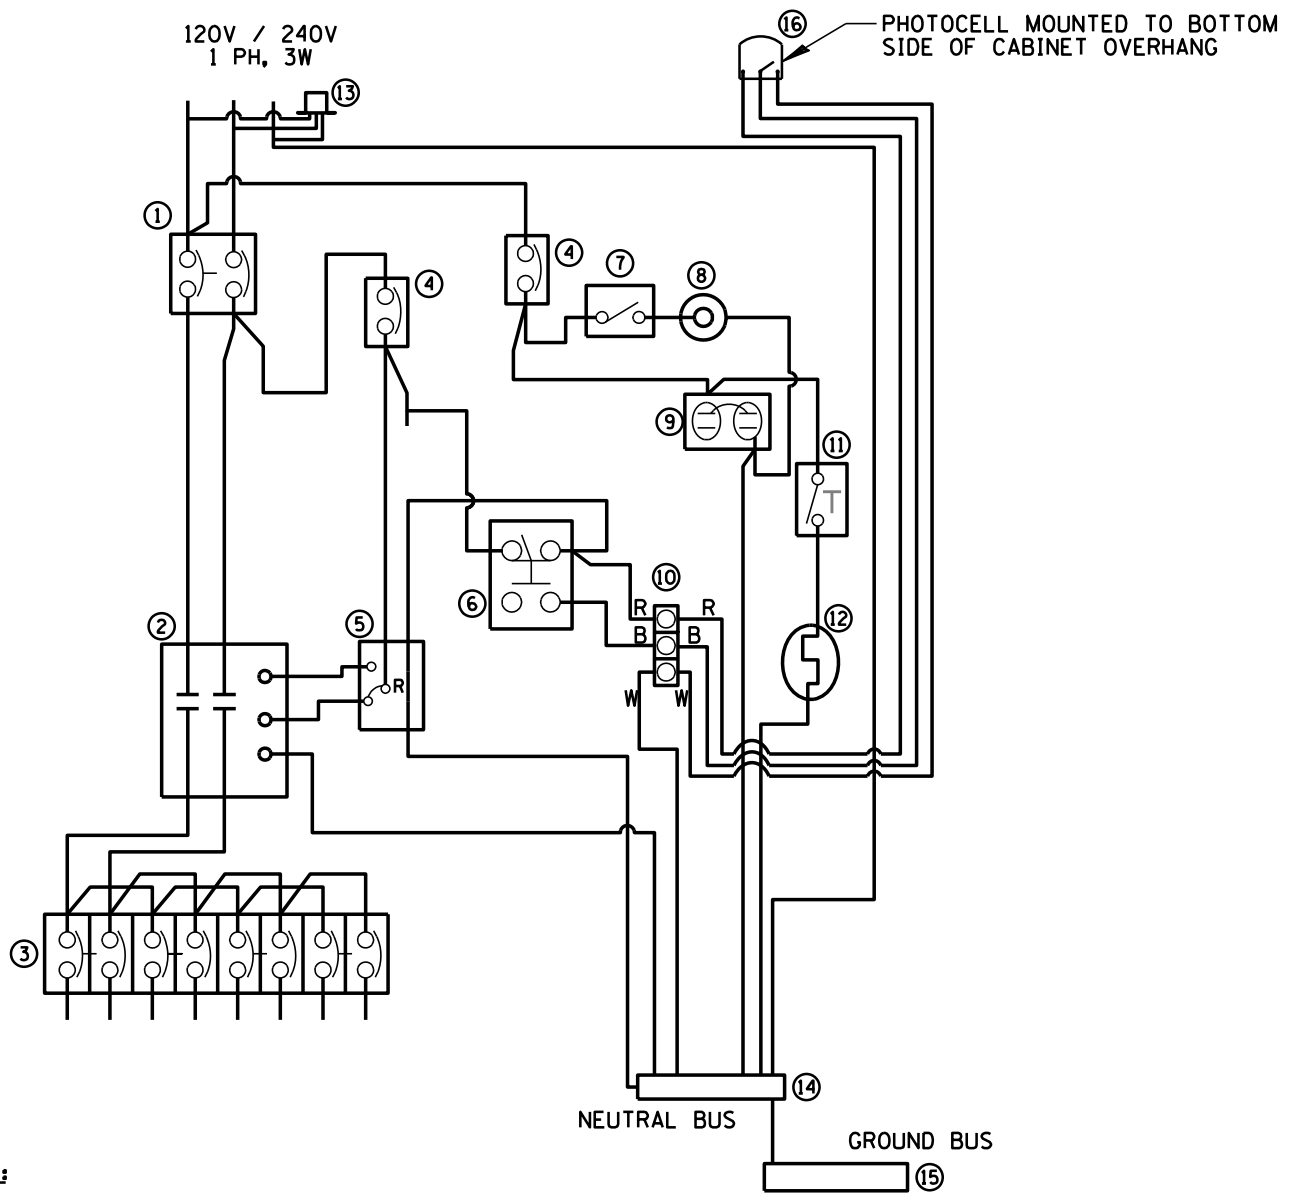 120V / 240V
1 PH, 3W
16
PHOTOCELL MOUNTED TO BOTTOM
SIDE OF CABINET OVERHANG
13
1
4
4
7
8
9
11
T
10
6
R
R
B
B
W
W
12
2
5
R
3
14
NEUTRAL BUS
GROUND BUS
15